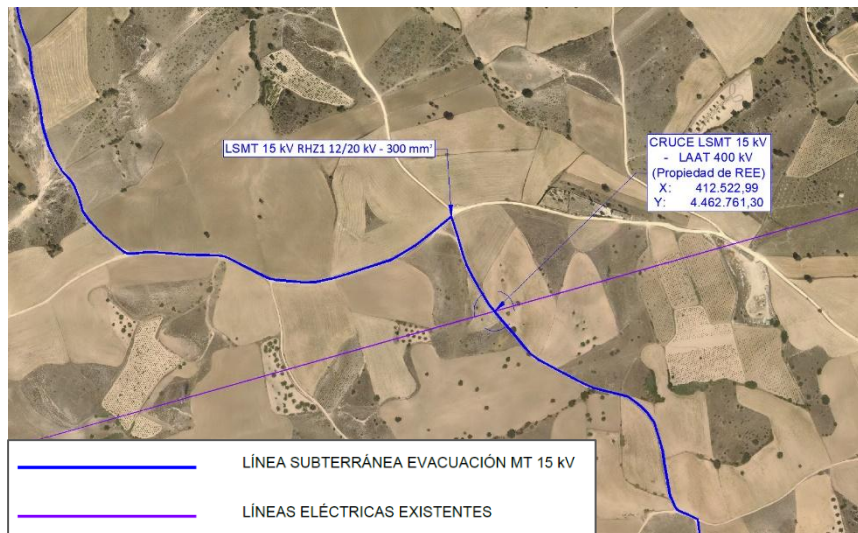 LSMT 15 kV RHZ1 12/20 kV - 300 mm²
CRUCE LSMT 15 kV
- LAAT 400 kV
(Propiedad de REE)
X: 412.522,99
Y: 4.462.761,30
LÍNEA SUBTERRÁNEA EVACUACIÓN MT 15 kV
LÍNEAS ELÉCTRICAS EXISTENTES